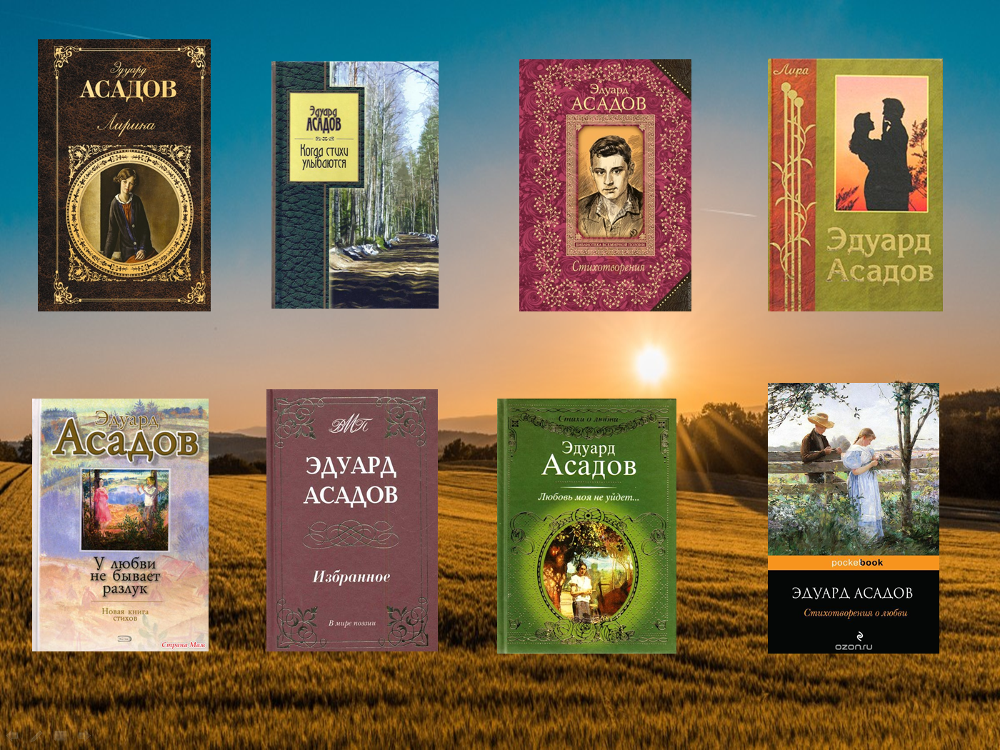 Эдуард
АСАДОВ
Лирика
Эдуард
АСАДОВ
Когда стихи
улыбаются
Эдуард
АСАДОВ
БИБЛИОТЕКА ВСЕМИРНОЙ ПОЭЗИИ
Стихотворения
Лира
Эдуард
Асадов
Эдуард
Асадов
У любви
не бывает
разлук
Новая книга
стихов
Страна Мам
ВМП
ЭДУАРД
АСАДОВ
Избранное
В мире поэзии
Стихи о любви
Эдуард
Асадов
Любовь моя не уйдет...
pocketbook
ЭДУАРД АСАДОВ
Стихотворения о любви
ozon.ru